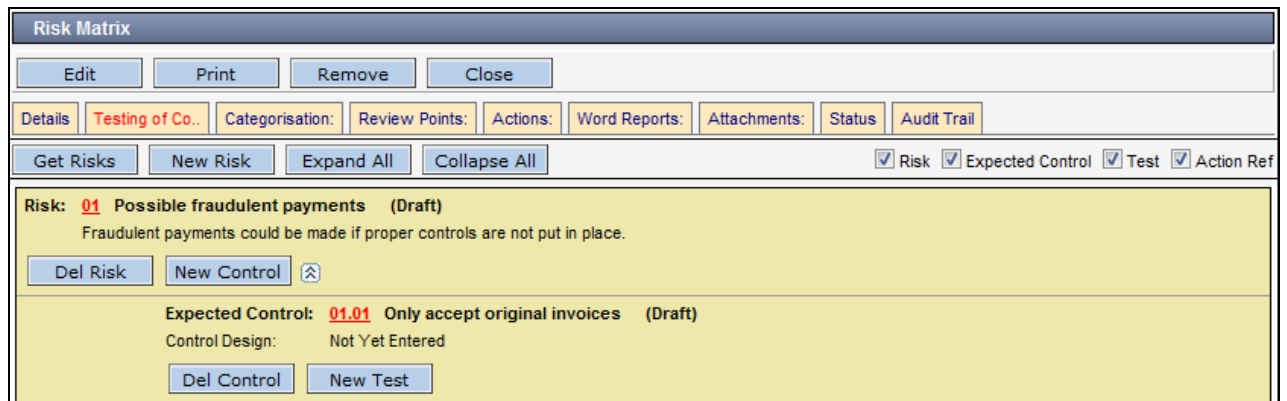 Risk Matrix
Edit Print Remove Close
Details Testing of Co.. Categorisation: Review Points: Actions: Word Reports: Attachments: Status Audit Trail
Get Risks New Risk Expand All Collapse All Risk Expected Control Test Action Ref
Risk: 01 Possible fraudulent payments (Draft)
Fraudulent payments could be made if proper controls are not put in place.
Del Risk New Control
Expected Control: 01.01 Only accept original invoices (Draft)
Control Design: Not Yet Entered
Del Control New Test